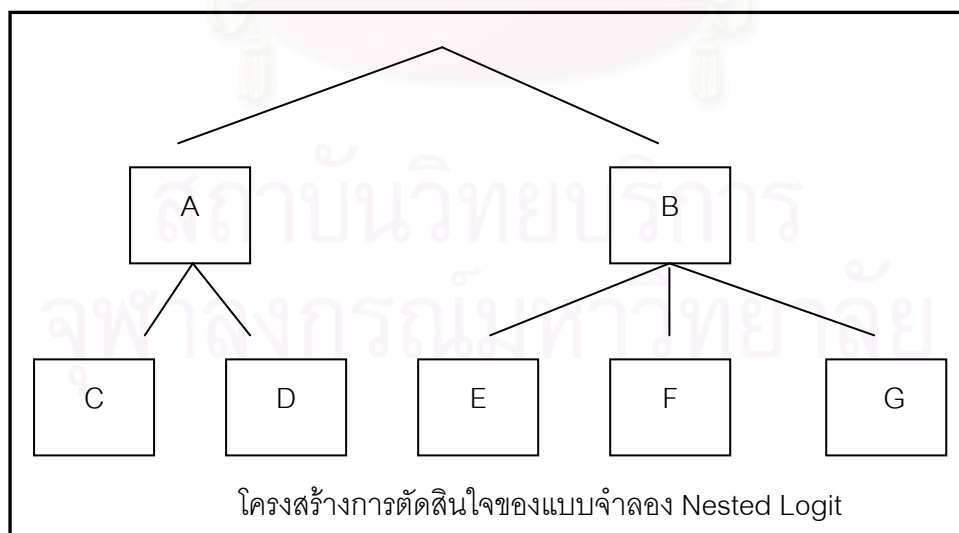 A B
สถาบันวิทยบริการ
จุฬาลงกรณ์มหาวิทยาลัย
C D E F G
โครงสร้างการตัดสินใจของแบบจำลอง Nested Logit